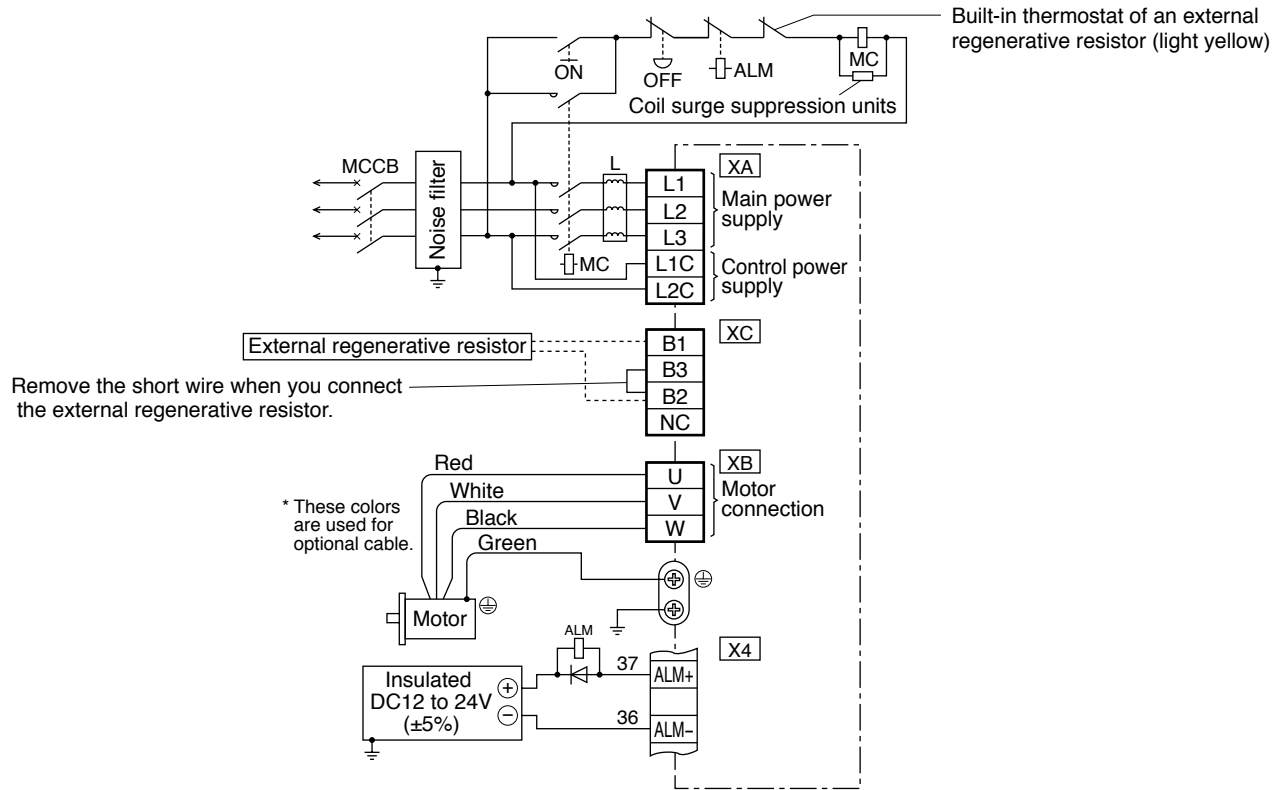 Built-in thermostat of an external
regenerative resistor (light yellow)
ON
OFF
ALM
MC
Coil surge suppression units
MCCB
Noise filter
L
MC
XA
L1
L2
L3
Main power
supply
L1C
L2C
Control power
supply
XC
External regenerative resistor
B1
B3
B2
NC
Remove the short wire when you connect
the external regenerative resistor.
XB
Red
White
Black
Green
U
V
W
Motor
connection
* These colors
are used for
optional cable.
Motor
X4
ALM
Insulated
DC12 to 24V
(±5%)
+
−
37
ALM+
36
ALM−